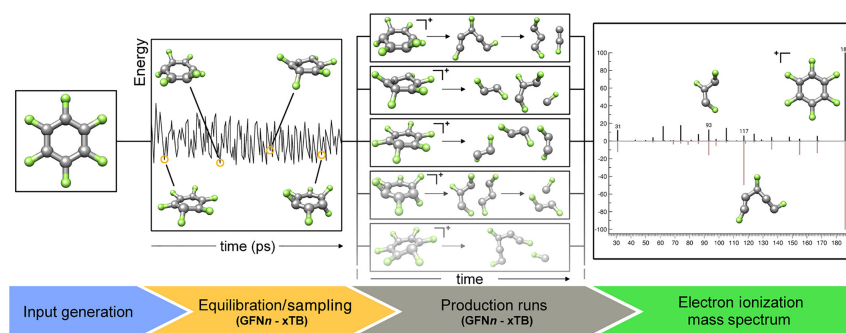 Energy
time (ps)
⌉+
⌉+
⌉+
⌉+
⌉+
time
⌉+
100
80
60
40
20
0
-20
-40
-60
-80
-100
31
93
117
30 40 50 60 70 80 90 100 110 120 130 140 150 160 170 180
Input generation
Equilibration/sampling
(GFNn - xTB)
Production runs
(GFNn - xTB)
Electron ionization
mass spectrum